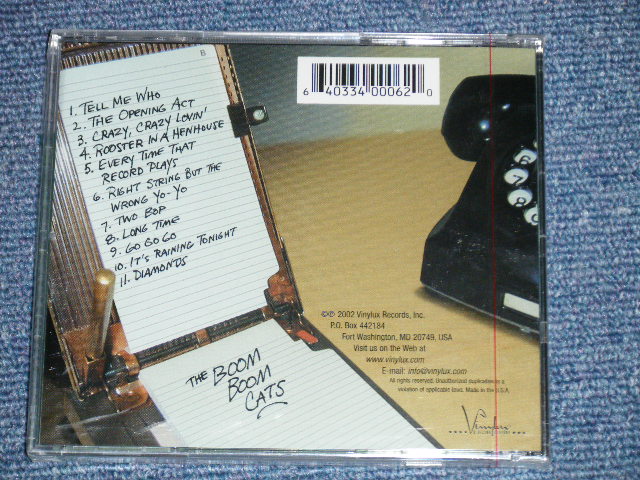 B
1. TELL ME WHO
2. THE OPENING ACT
3. CRAZY, CRAZY LOVIN'
4. ROOSTER IN A HENHOUSE
5. EVERY TIME THAT
RECORD PLAYS
6. RIGHT STRING BUT THE
WRONG YO-YO
7. TWO BOP
8. LONG TIME
9. GO GO GO
10. IT'S RAINING TONIGHT
11. DIAMONDS
THE BOOM
BOOM
CATS
6 40334 00062 0
6
7
8
©℗ 2002 Vinylux Records, Inc.
P.O. Box 442184
Fort Washington, MD 20749, USA
Visit us on the Web at
www.vinylux.com
E-mail: info@vinylux.com
All rights reserved. Unauthorized duplication is a
violation of applicable laws. Made in the U.S.A.
Vinylux